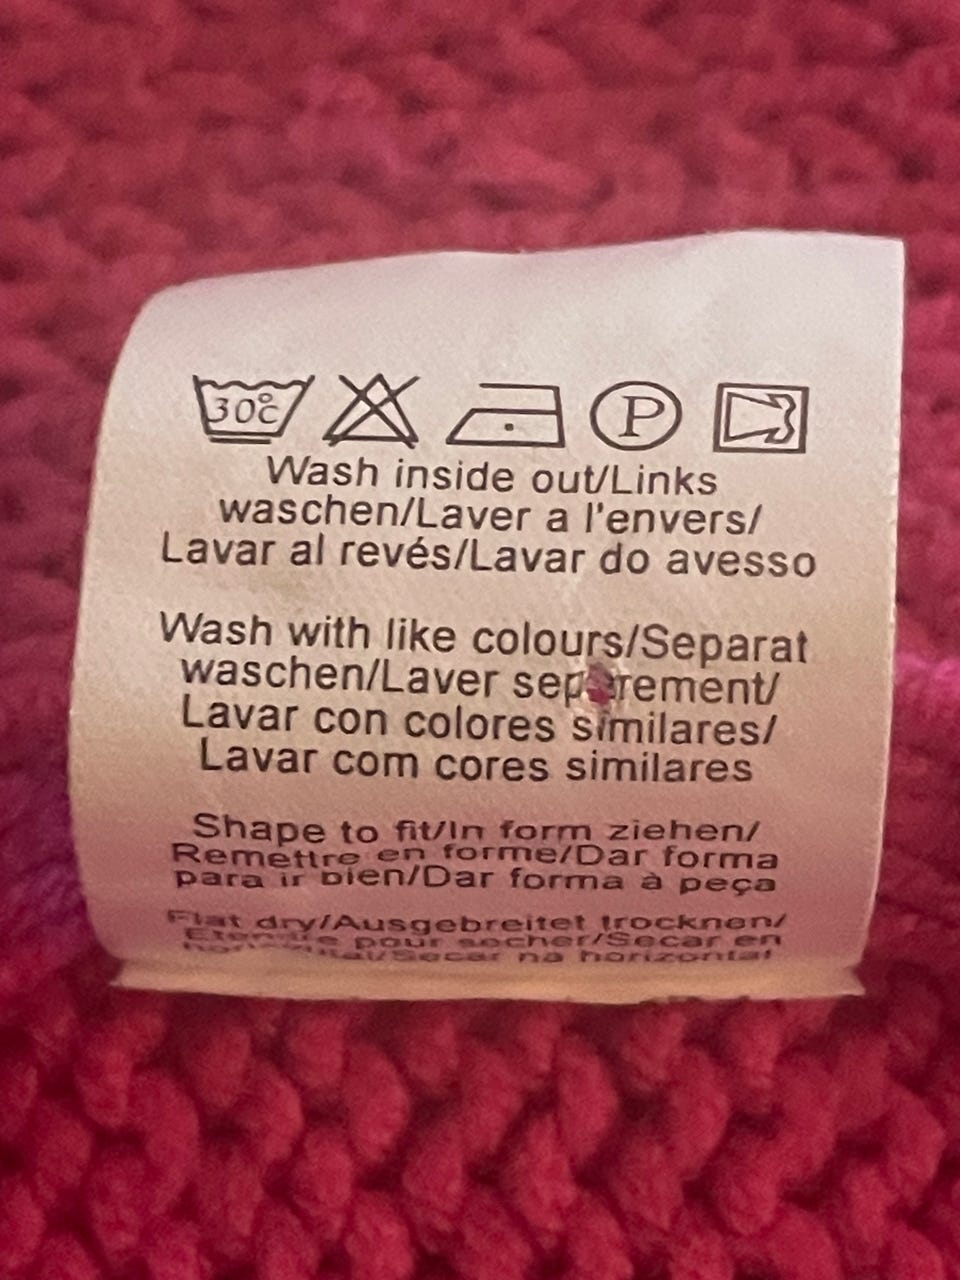 30°C
P
Wash inside out/Links
waschen/Laver a l'envers/
Lavar al revés/Lavar do avesso
Wash with like colours/Separat
waschen/Laver
Lavar con colores similares/
Lavar com cores similares
Shape to fit/In form ziehen/
Remettre en forme/Dar forma
para ir bien/Dar forma à peça
Flat dry/Ausgebreitet trocknen/
pour secher/Secar en
Secar na horizontal